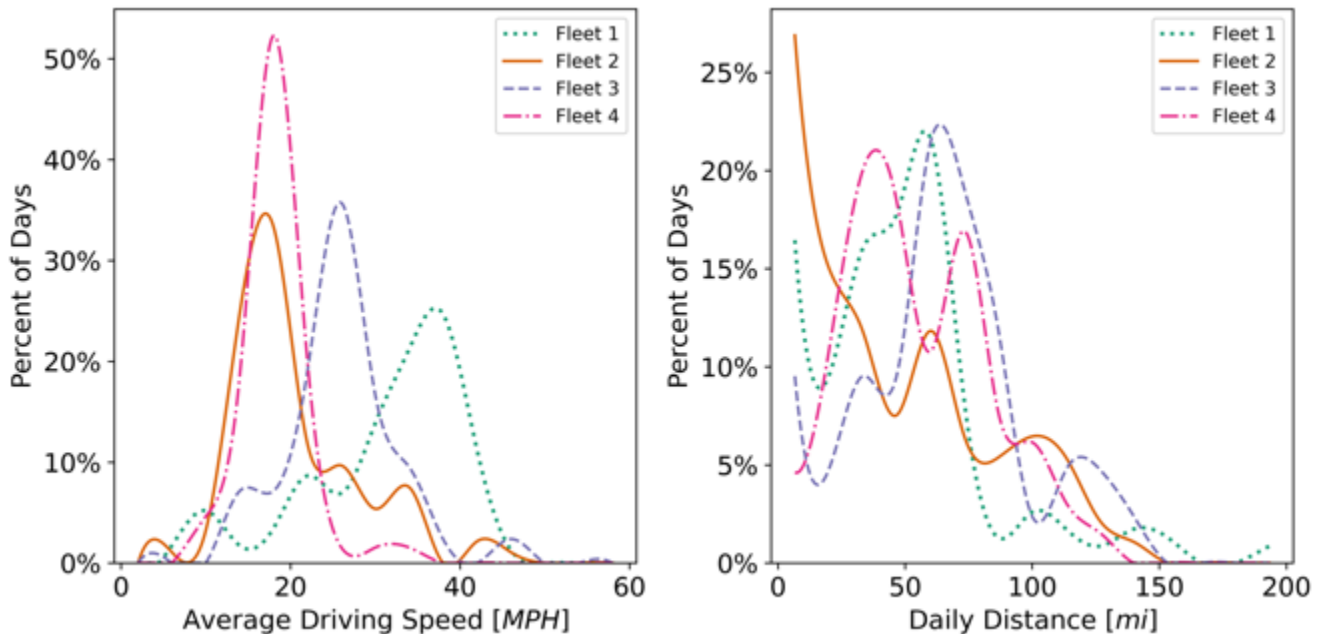 50%
40%
30%
20%
10%
0%
Percent of Days
0
20
40
60
Average Driving Speed [MPH]
Fleet 1
Fleet 2
Fleet 3
Fleet 4
25%
20%
15%
10%
5%
0%
Percent of Days
0
50
100
150
200
Daily Distance [mi]
Fleet 1
Fleet 2
Fleet 3
Fleet 4